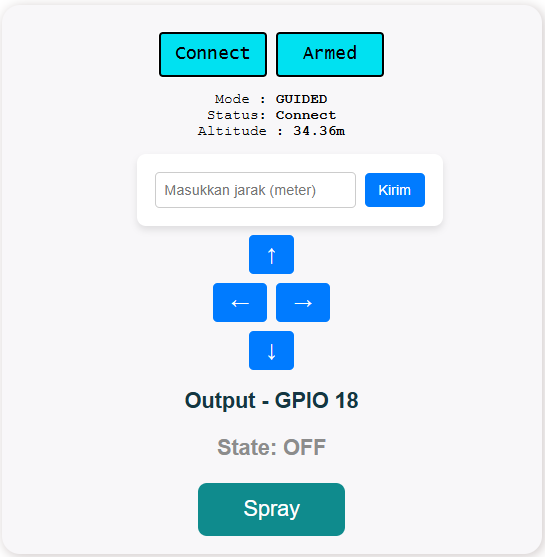 Connect Armed
Mode : GUIDED
Status: Connect
Altitude : 34.36m
Masukkan jarak (meter) Kirim
↑
← →
↓
Output - GPIO 18
State: OFF
Spray